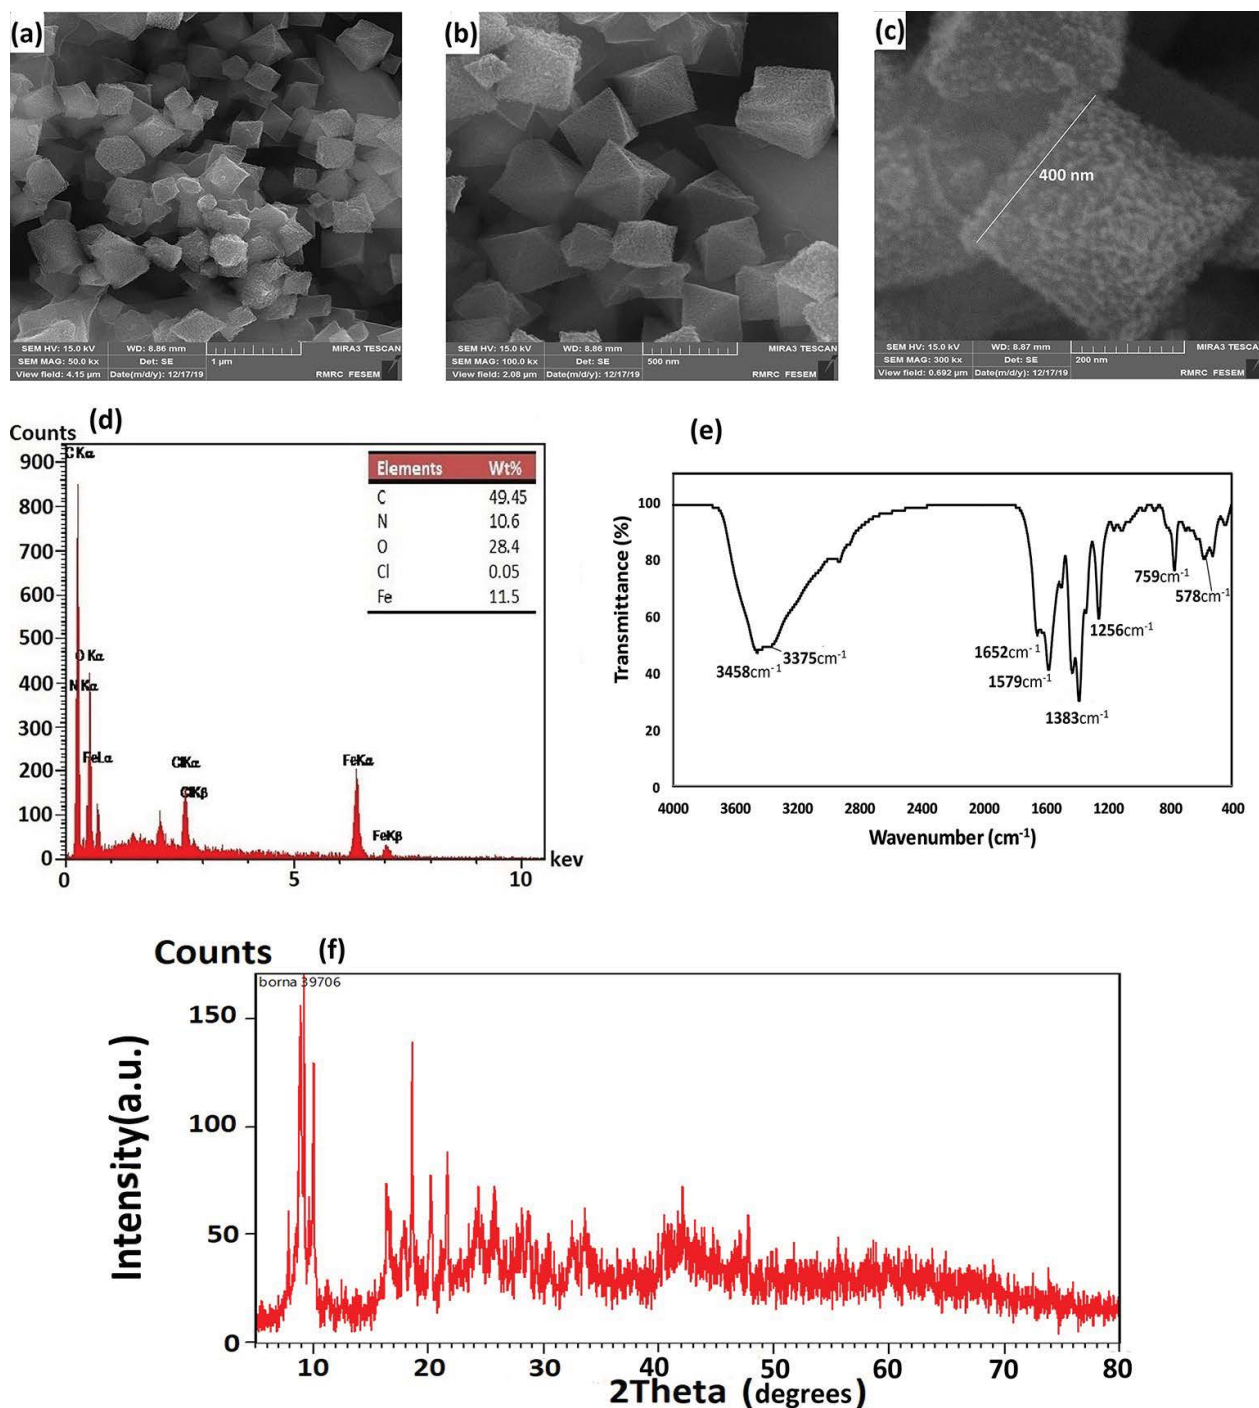 (a)
SEM HV: 15.0 kV WD: 8.86 mm MIRA3 TESCAN
SEM MAG: 50.0 kx Det: SE 1 µm
View field: 4.15 µm Date(m/d/y): 12/17/19 RMRC FESEM
(b)
SEM HV: 15.0 kV WD: 8.86 mm MIRA3 TESCAN
SEM MAG: 100.0 kx Det: SE 500 nm
View field: 2.08 µm Date(m/d/y): 12/17/19 RMRC FESEM
(c)
400 nm
SEM HV: 15.0 kV WD: 8.87 mm MIRA3 TESCAN
SEM MAG: 300 kx Det: SE 200 nm
View field: 0.692 µm Date(m/d/y): 12/17/19 RMRC FESEM
(d)
Counts
CKα
900
800
700
600
500
400
300
200
100
0
OKα
NKα
FeLα
ClKα
ClKβ
FeKα
FeKβ
Elements Wt%
C 49.45
N 10.6
O 28.4
Cl 0.05
Fe 11.5
0 5 10 kev
(e)
Transmittance (%)
100
80
60
40
20
0
3458cm-1
3375cm-1
1652cm-1
1579cm-1
1383cm-1
1256cm-1
759cm-1
578cm-1
4000 3600 3200 2800 2400 2000 1600 1200 800 400
Wavenumber (cm-1)
Counts (f)
borna 39706
Intensity(a.u.)
150
100
50
0
10 20 30 40 50 60 70 80
2Theta (degrees)